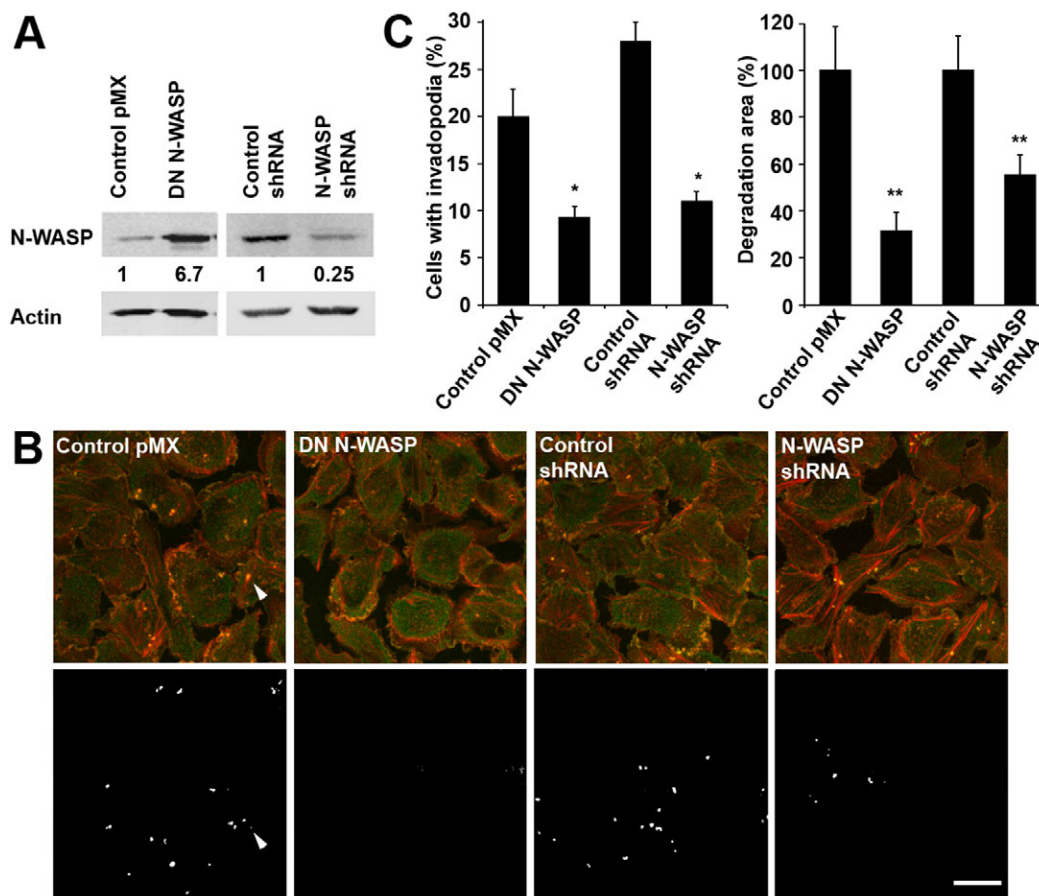 A
Control pMX
DN N-WASP
Control
shRNA
N-WASP
shRNA
N-WASP
1 6.7 1 0.25
Actin
C
Cells with invadopodia (%)
30
25
20
15
10
5
0
*
*
Control pMX
DN N-WASP
Control
shRNA
N-WASP
shRNA
Degradation area (%)
120
100
80
60
40
20
0
**
**
Control pMX
DN N-WASP
Control
shRNA
N-WASP
shRNA
B
Control pMX
DN N-WASP
Control
shRNA
N-WASP
shRNA